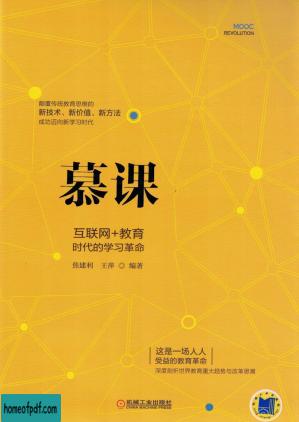 MOOC
REVOLUTION
颠覆传统教育思维的
新技术、新价值、新方法
成功迈向新学习时代
慕课
互联网+教育
时代的学习革命
张建利 王萍 ◎ 编著
这是一场人人
受益的教育革命
深度剖析世界教育重大趋势与改革思潮
机械工业出版社
CHINA MACHINE PRESS
homeofpdf.com